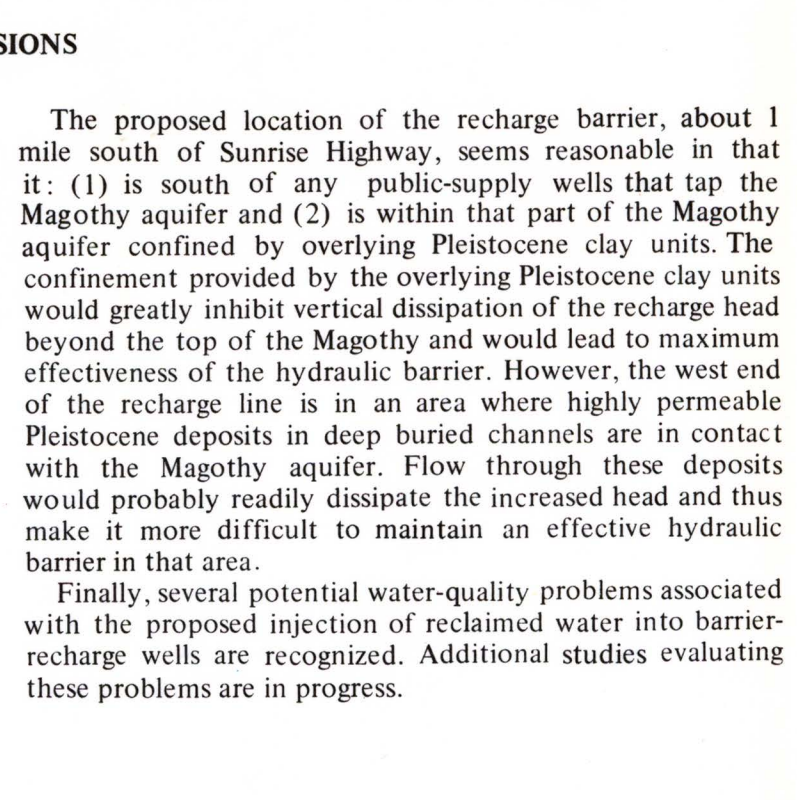 SIONS
The proposed location of the recharge barrier, about 1
mile south of Sunrise Highway, seems reasonable in that
it: (1) is south of any public-supply wells that tap the
Magothy aquifer and (2) is within that part of the Magothy
aquifer confined by overlying Pleistocene clay units. The
confinement provided by the overlying Pleistocene clay units
would greatly inhibit vertical dissipation of the recharge head
beyond the top of the Magothy and would lead to maximum
effectiveness of the hydraulic barrier. However, the west end
of the recharge line is in an area where highly permeable
Pleistocene deposits in deep buried channels are in contact
with the Magothy aquifer. Flow through these deposits
would probably readily dissipate the increased head and thus
make it more difficult to maintain an effective hydraulic
barrier in that area.
Finally, several potential water-quality problems associated
with the proposed injection of reclaimed water into barrier-
recharge wells are recognized. Additional studies evaluating
these problems are in progress.